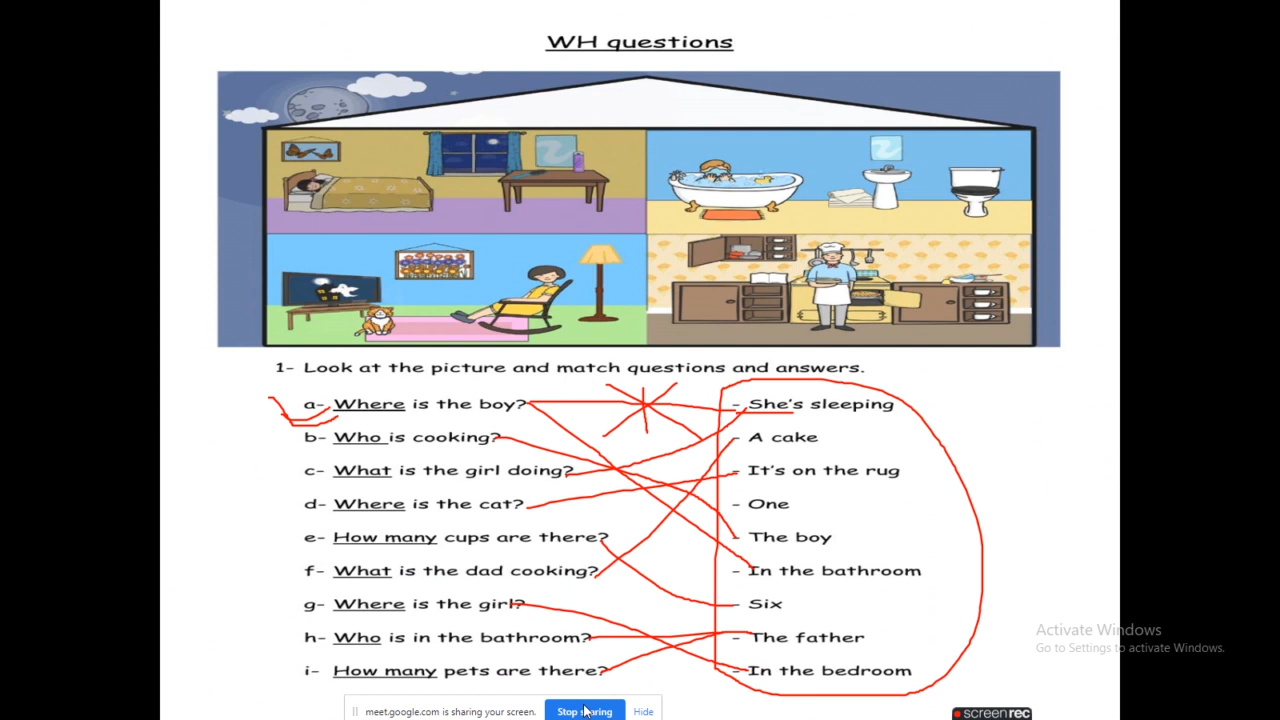 WH questions
1- Look at the picture and match questions and answers.
a- Where is the boy? - She's sleeping
b- Who is cooking? - A cake
c- What is the girl doing? - It's on the rug
d- Where is the cat? - One
e- How many cups are there? - The boy
f- What is the dad cooking? - In the bathroom
g- Where is the girl? - Six
h- Who is in the bathroom? - The father
i- How many pets are there? - In the bedroom
Activate Windows
Go to Settings to activate Windows.
meet.google.com is sharing your screen. Stop sharing Hide
screenrec